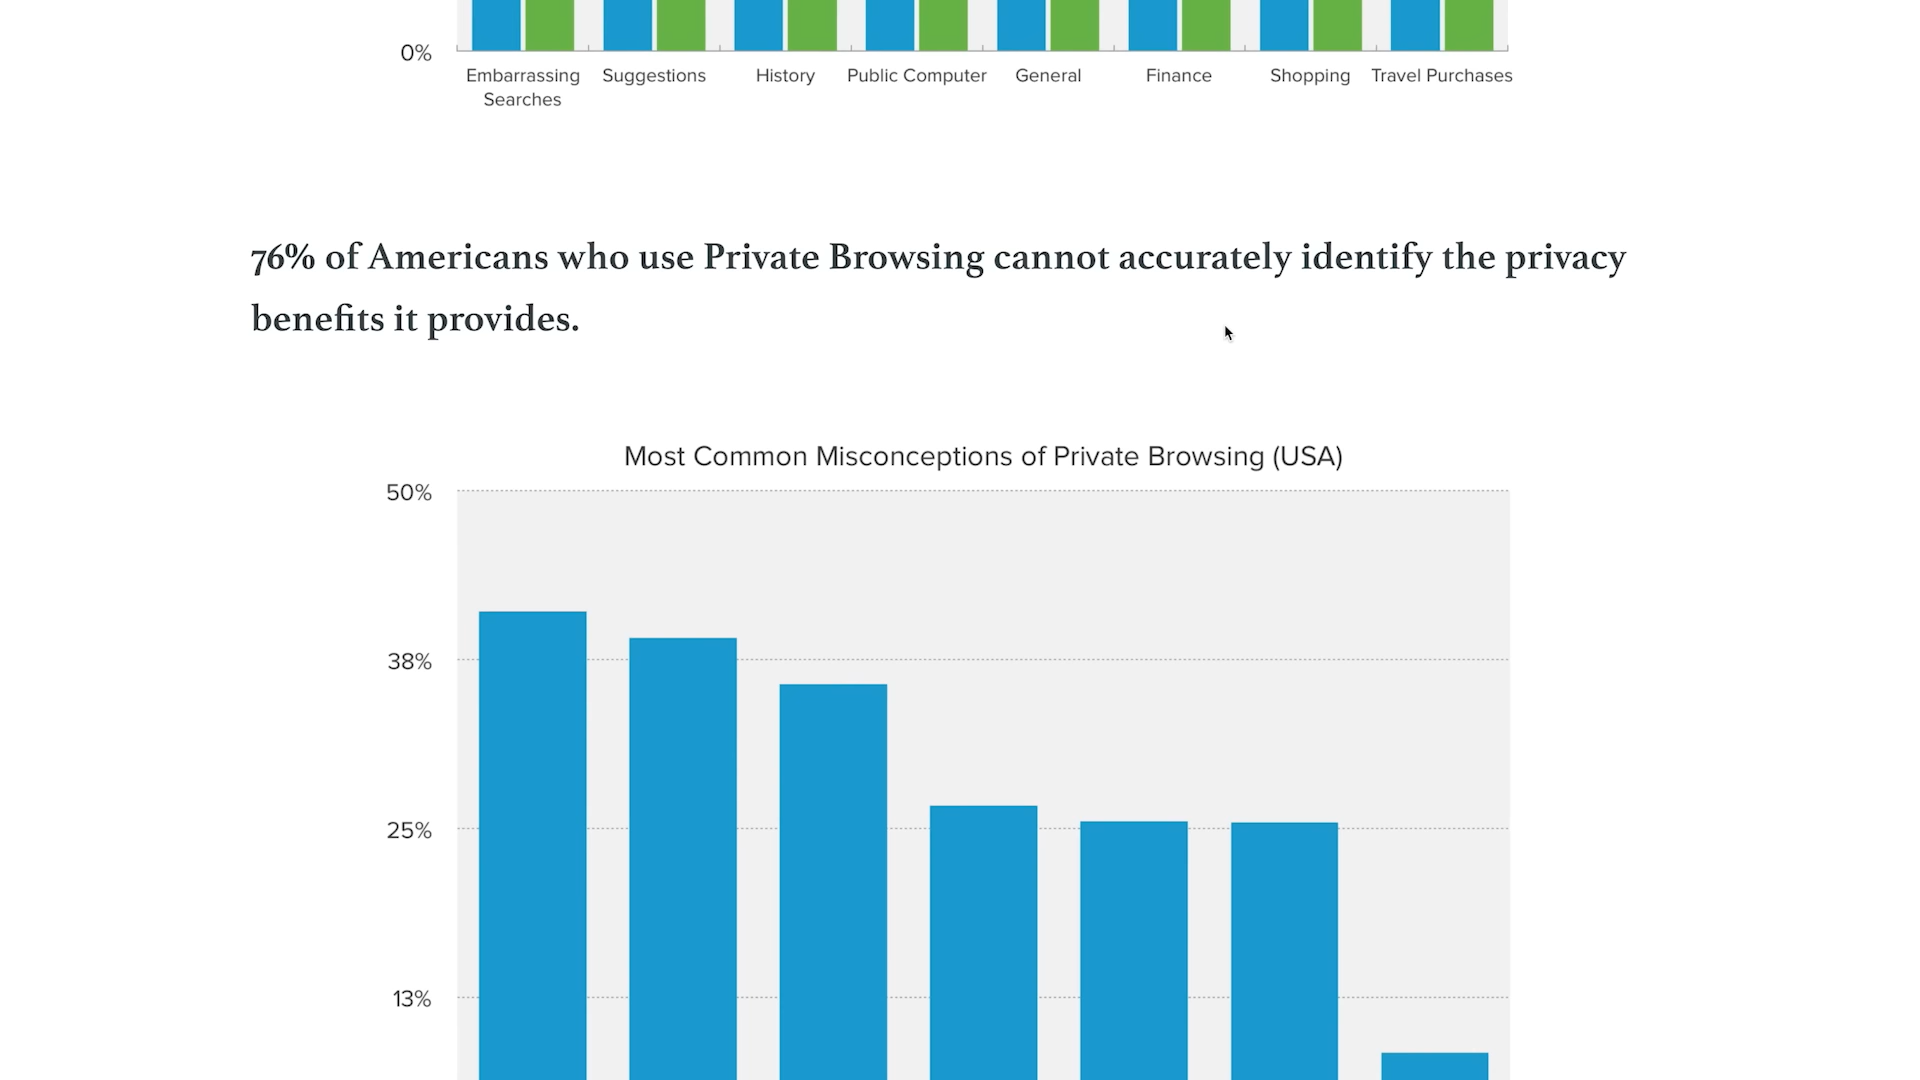 0%
Embarrassing Searches
Suggestions
History
Public Computer
General
Finance
Shopping
Travel Purchases
76% of Americans who use Private Browsing cannot accurately identify the privacy
benefits it provides.
Most Common Misconceptions of Private Browsing (USA)
50%
38%
25%
13%